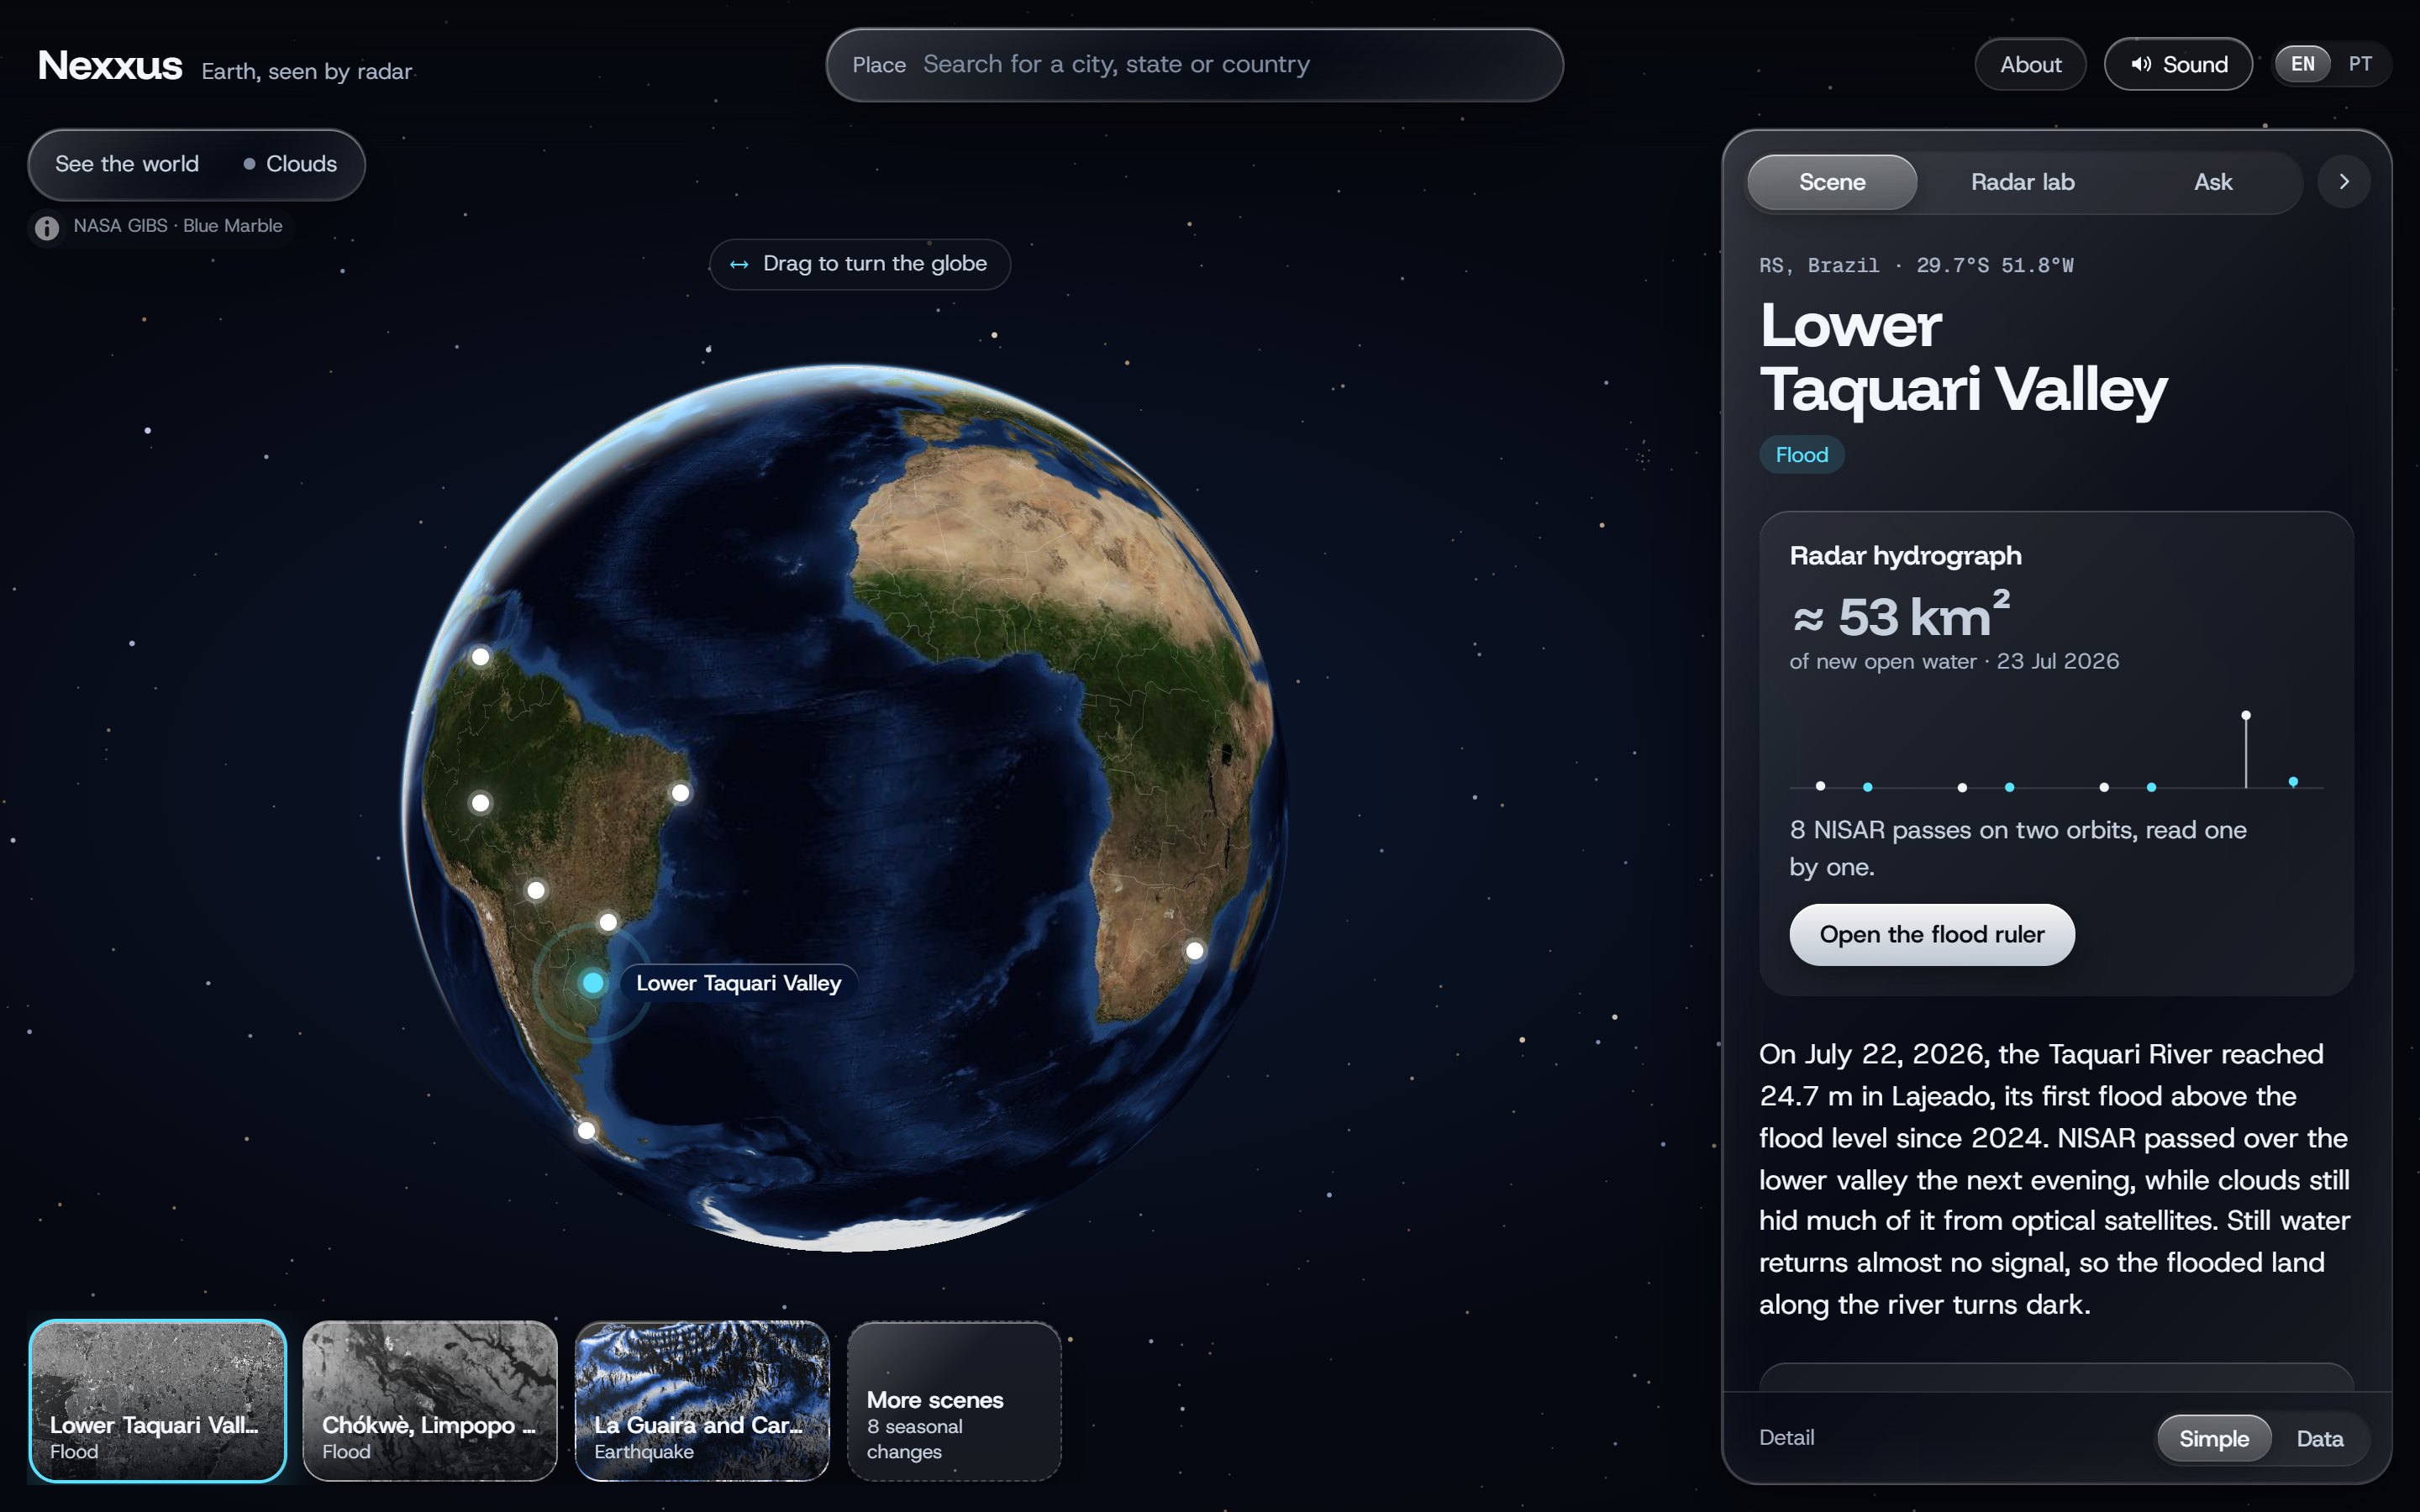 Nexxus Earth, seen by radar
Place Search for a city, state or country
About Sound EN PT
See the world Clouds
NASA GIBS · Blue Marble
Drag to turn the globe
Lower Taquari Valley
Lower Taquari Vall...
Flood
Chókwè, Limpopo ...
Flood
La Guaira and Car...
Earthquake
More scenes
8 seasonal
changes
Scene Radar lab Ask
RS, Brazil · 29.7°S 51.8°W
Lower
Taquari Valley
Flood
Radar hydrograph
≈ 53 km²
of new open water · 23 Jul 2026
8 NISAR passes on two orbits, read one
by one.
Open the flood ruler
On July 22, 2026, the Taquari River reached
24.7 m in Lajeado, its first flood above the
flood level since 2024. NISAR passed over the
lower valley the next evening, while clouds still
hid much of it from optical satellites. Still water
returns almost no signal, so the flooded land
along the river turns dark.
Detail Simple Data